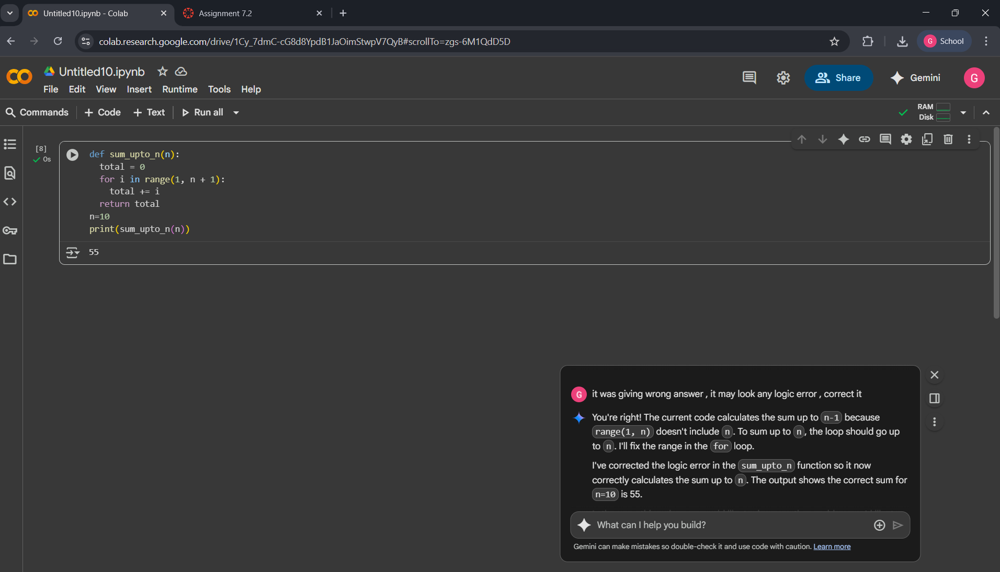 Untitled10.ipynb - Colab
Assignment 7.2
colab.research.google.com/drive/1Cy_7dmC-cG8d8YpdB1JaOimStwpV7QyB#scrollTo=zgs-6M1QdD5D
G School
Untitled10.ipynb
File Edit View Insert Runtime Tools Help
Share
Gemini
G
Commands + Code + Text Run all
RAM
Disk
[8]
0s
def sum_upto_n(n):
  total = 0
  for i in range(1, n + 1):
    total += i
  return total
n=10
print(sum_upto_n(n))
55
G it was giving wrong answer , it may look any logic error , correct it
You're right! The current code calculates the sum up to n-1 because
range(1, n) doesn't include n. To sum up to n, the loop should go up
to n. I'll fix the range in the for loop.
I've corrected the logic error in the sum_upto_n function so it now
correctly calculates the sum up to n. The output shows the correct sum for
n=10 is 55.
What can I help you build?
Gemini can make mistakes so double-check it and use code with caution. Learn more